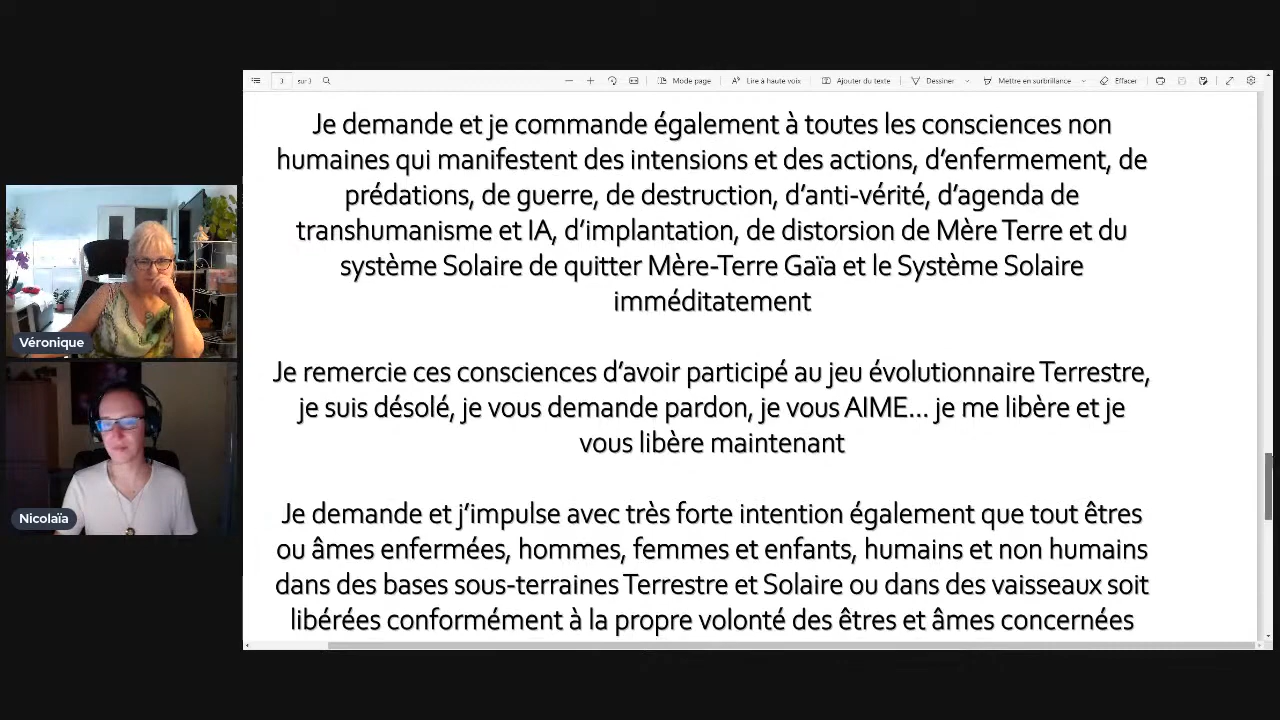 sur 3
Mode page
Lire à haute voix
Ajouter du texte
Dessiner
Mettre en surbrillance
Effacer
Je demande et je commande également à toutes les consciences non
humaines qui manifestent des intensions et des actions, d’enfermement, de
prédations, de guerre, de destruction, d’anti-vérité, d’agenda de
transhumanisme et IA, d’implantation, de distorsion de Mère Terre et du
système Solaire de quitter Mère-Terre Gaïa et le Système Solaire
imméditatement
Je remercie ces consciences d’avoir participé au jeu évolutionnaire Terrestre,
je suis désolé, je vous demande pardon, je vous AIME... je me libère et je
vous libère maintenant
Je demande et j’impulse avec très forte intention également que tout êtres
ou âmes enfermées, hommes, femmes et enfants, humains et non humains
dans des bases sous-terraines Terrestre et Solaire ou dans des vaisseaux soit
libérées conformément à la propre volonté des êtres et âmes concernées
Véronique
Nicolaïa